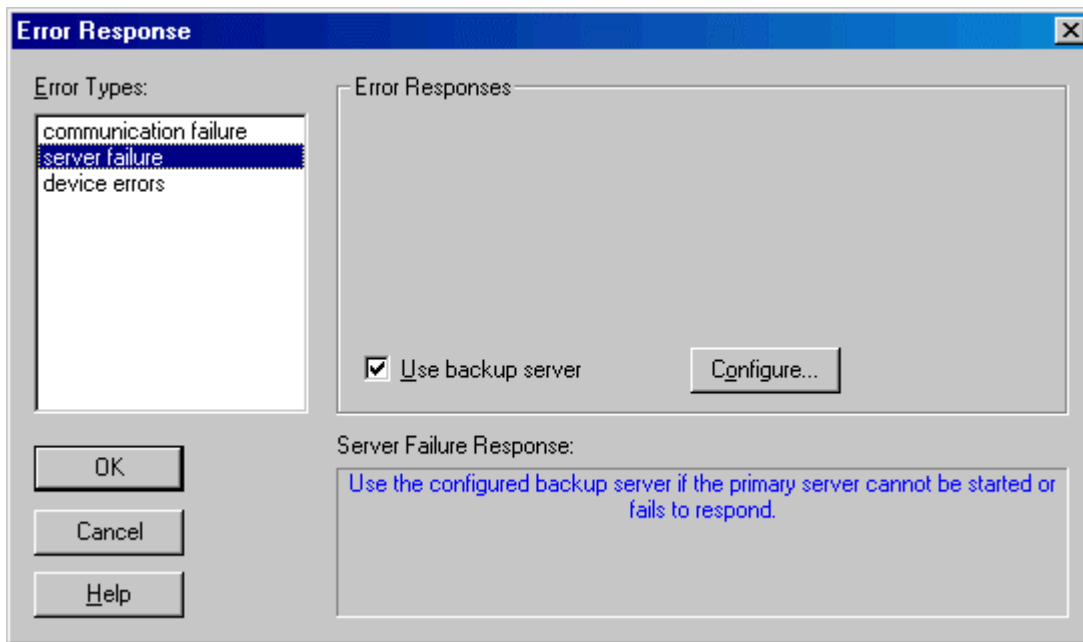 Error Response
Error Types:
communication failure
server failure
device errors
Error Responses
Use backup server
Configure...
OK
Cancel
Help
Server Failure Response:
Use the configured backup server if the primary server cannot be started or
fails to respond.